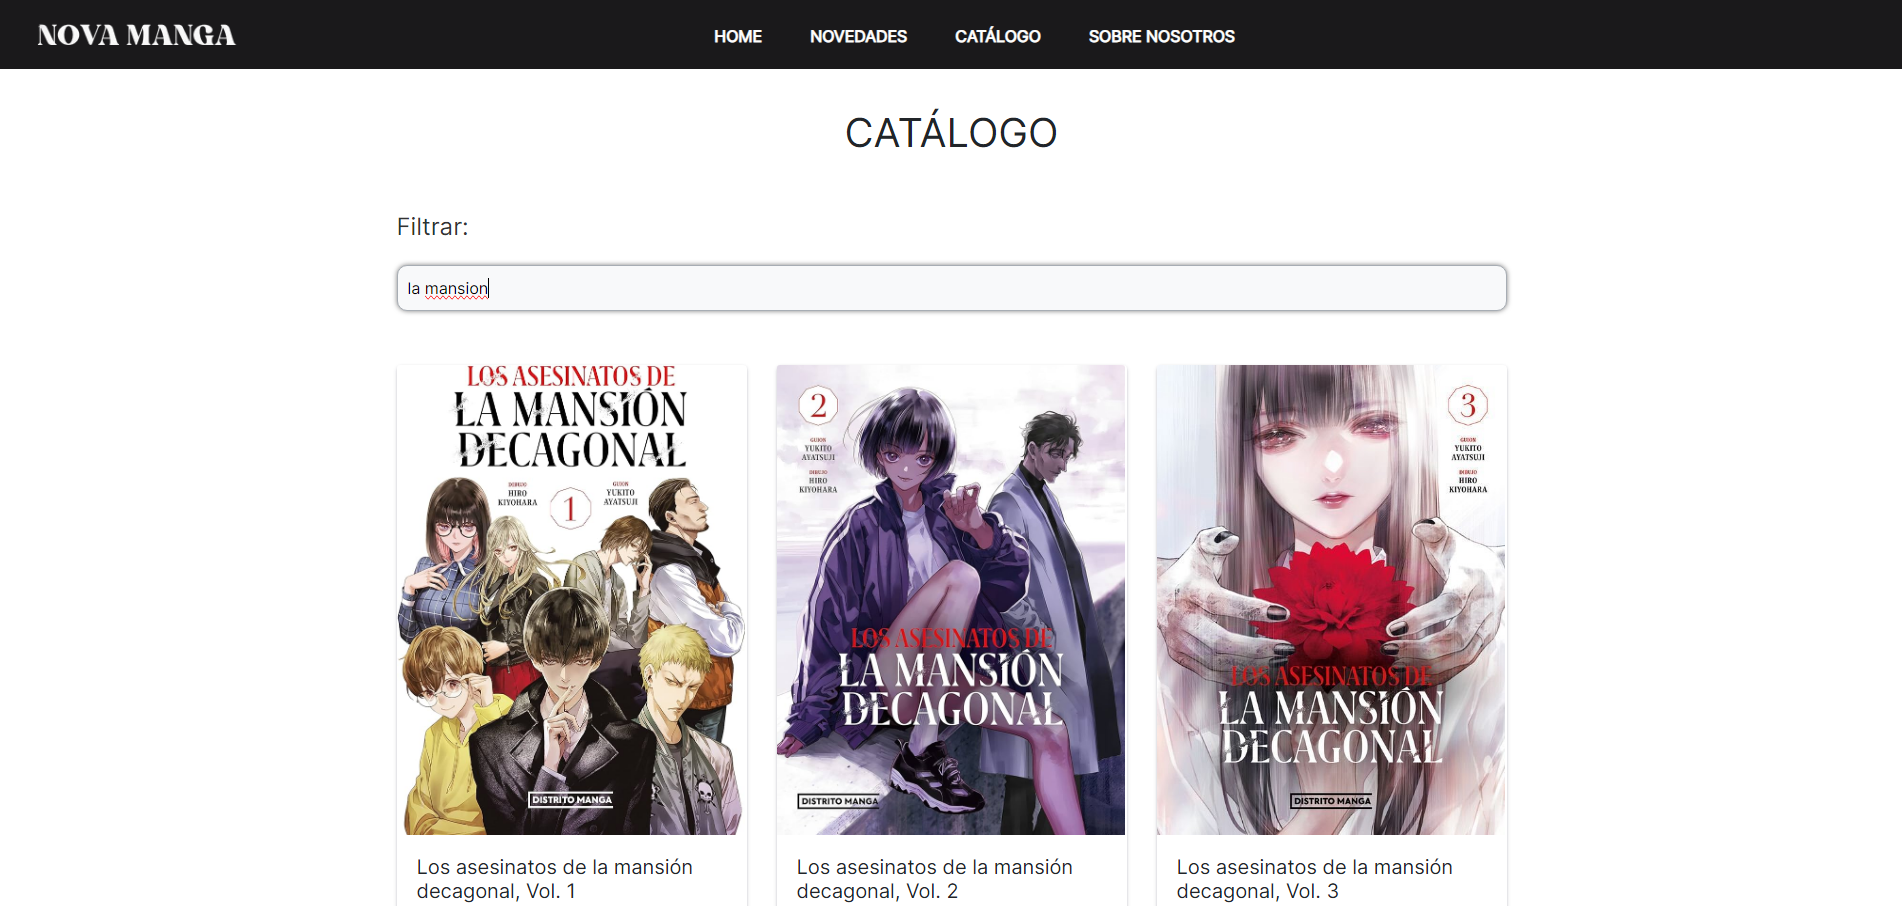 NOVA MANGA
HOME
NOVEDADES
CATÁLOGO
SOBRE NOSOTROS
CATÁLOGO
Filtrar:
la mansion
LOS ASESINATOS DE
LA MANSIÓN
DECAGONAL
DIBUJO
HIRO
KIYOHARA
1
GUION
YUKITO
AYATSUJI
DISTRITO MANGA
Los asesinatos de la mansión
decagonal, Vol. 1
2
GUION
YUKITO
AYATSUJI
DIBUJO
HIRO
KIYOHARA
LOS ASESINATOS DE
LA MANSIÓN
DECAGONAL
DISTRITO MANGA
Los asesinatos de la mansión
decagonal, Vol. 2
3
GUION
YUKITO
AYATSUJI
DIBUJO
HIRO
KIYOHARA
LOS ASESINATOS DE
LA MANSIÓN
DECAGONAL
DISTRITO MANGA
Los asesinatos de la mansión
decagonal, Vol. 3